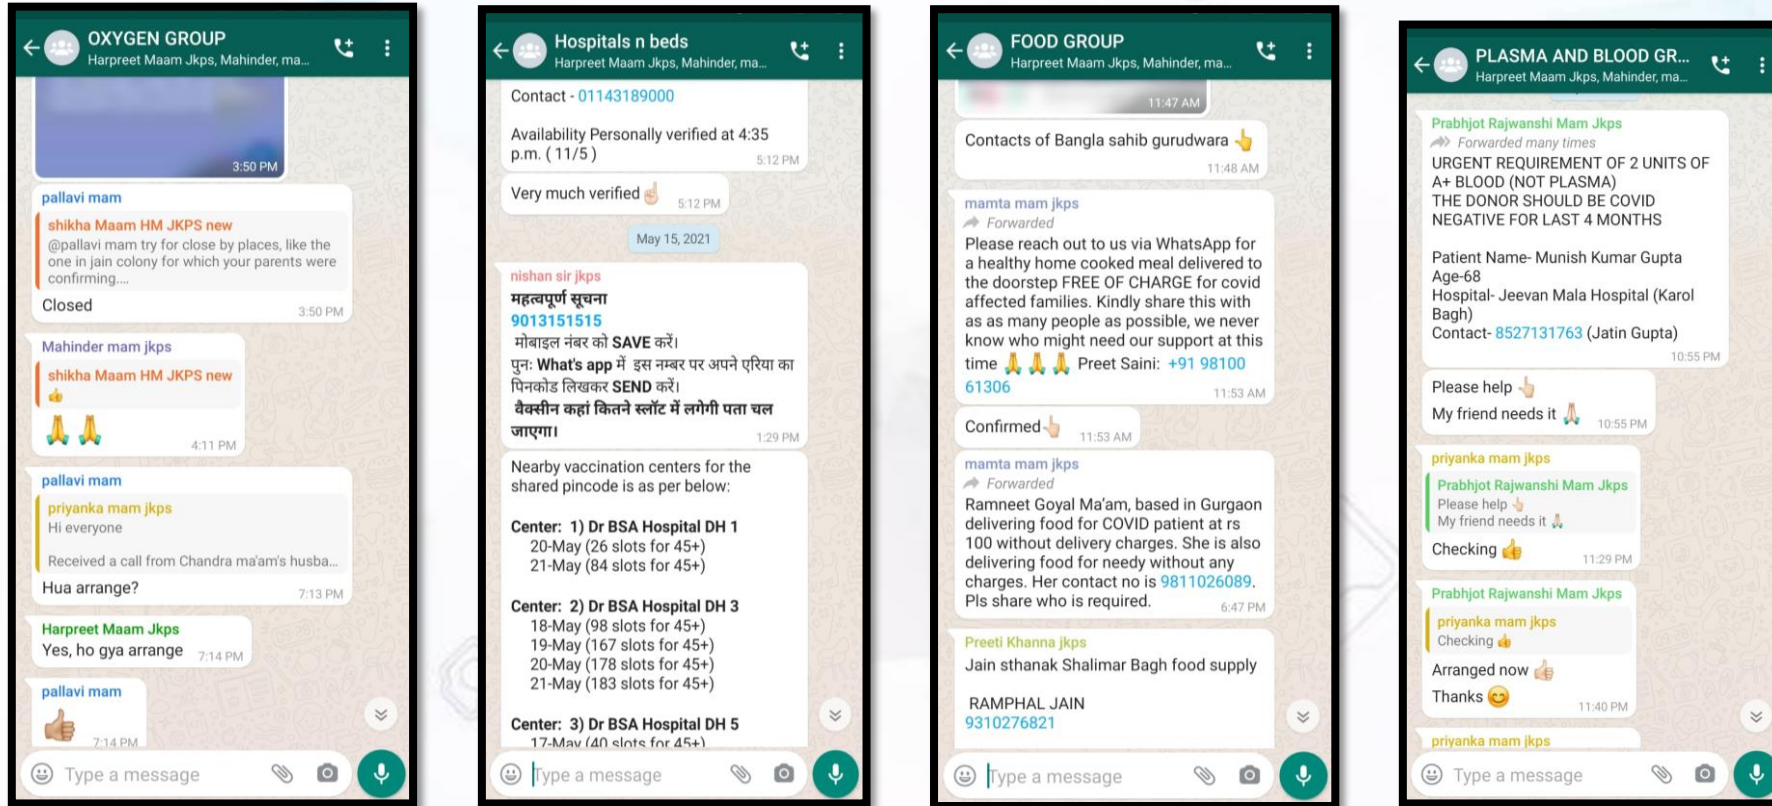 OXYGEN GROUP
Harpreet Maam Jkps, Mahinder, ma...
3:50 PM
pallavi mam
shikha Maam HM JKPS new
@pallavi mam try for close by places, like the
one in jain colony for which your parents were
confirming....
Closed
3:50 PM
Mahinder mam jkps
shikha Maam HM JKPS new
👍
🙏 🙏
4:11 PM
pallavi mam
priyanka mam jkps
Hi everyone
Received a call from Chandra ma'am's husba...
Hua arrange?
7:13 PM
Harpreet Maam Jkps
Yes, ho gya arrange 7:14 PM
pallavi mam
👍🏽
7:14 PM
Type a message
Hospitals n beds
Harpreet Maam Jkps, Mahinder, ma...
Contact - 01143189000
Availability Personally verified at 4:35
p.m. ( 11/5 )
5:12 PM
Very much verified ☝🏻 5:12 PM
May 15, 2021
nishan sir jkps
महत्वपूर्ण सूचना
9013151515
मोबाइल नंबर को SAVE करें।
पुनः What's app में इस नम्बर पर अपने एरिया का
पिनकोड लिखकर SEND करें।
वैक्सीन कहां कितने स्लॉट में लगेगी पता चल
जाएगा।
1:29 PM
Nearby vaccination centers for the
shared pincode is as per below:
Center: 1) Dr BSA Hospital DH 1
20-May (26 slots for 45+)
21-May (84 slots for 45+)
Center: 2) Dr BSA Hospital DH 3
18-May (98 slots for 45+)
19-May (167 slots for 45+)
20-May (178 slots for 45+)
21-May (183 slots for 45+)
Center: 3) Dr BSA Hospital DH 5
17-May (40 slots for 45+)
Type a message
FOOD GROUP
Harpreet Maam Jkps, Mahinder, ma...
11:47 AM
Contacts of Bangla sahib gurudwara 👆
11:48 AM
mamta mam jkps
Forwarded
Please reach out to us via WhatsApp for
a healthy home cooked meal delivered to
the doorstep FREE OF CHARGE for covid
affected families. Kindly share this with
as as many people as possible, we never
know who might need our support at this
time 🙏 🙏 🙏 Preet Saini: +91 98100
61306
11:53 AM
Confirmed👆🏻 11:53 AM
mamta mam jkps
Forwarded
Ramneet Goyal Ma'am, based in Gurgaon
delivering food for COVID patient at rs
100 without delivery charges. She is also
delivering food for needy without any
charges. Her contact no is 9811026089.
Pls share who is required.
6:47 PM
Preeti Khanna jkps
Jain sthanak Shalimar Bagh food supply
RAMPHAL JAIN
9310276821
Type a message
PLASMA AND BLOOD GR...
Harpreet Maam Jkps, Mahinder, ma...
Prabhjot Rajwanshi Mam Jkps
Forwarded many times
URGENT REQUIREMENT OF 2 UNITS OF
A+ BLOOD (NOT PLASMA)
THE DONOR SHOULD BE COVID
NEGATIVE FOR LAST 4 MONTHS
Patient Name- Munish Kumar Gupta
Age-68
Hospital- Jeevan Mala Hospital (Karol
Bagh)
Contact- 8527131763 (Jatin Gupta)
10:55 PM
Please help 👆🏻
My friend needs it 🙏🏻 10:55 PM
priyanka mam jkps
Prabhjot Rajwanshi Mam Jkps
Please help 👆🏻
My friend needs it 🙏🏻
Checking 👍
11:29 PM
Prabhjot Rajwanshi Mam Jkps
priyanka mam jkps
Checking 👍
Arranged now 👍🏻
Thanks 😊
11:40 PM
priyanka mam jkps
Type a message